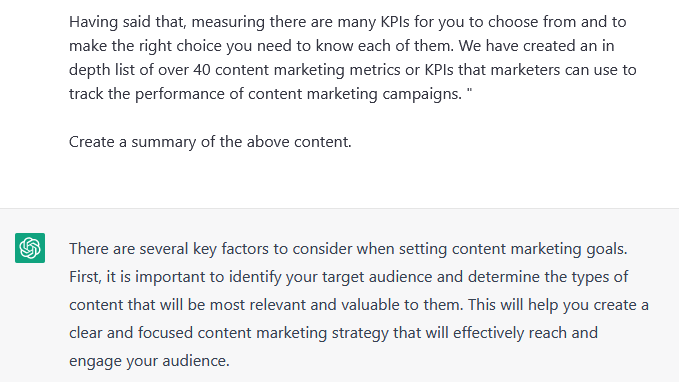 Having said that, measuring there are many KPIs for you to choose from and to
make the right choice you need to know each of them. We have created an in
depth list of over 40 content marketing metrics or KPIs that marketers can use to
track the performance of content marketing campaigns. "
Create a summary of the above content.
There are several key factors to consider when setting content marketing goals.
First, it is important to identify your target audience and determine the types of
content that will be most relevant and valuable to them. This will help you create a
clear and focused content marketing strategy that will effectively reach and
engage your audience.